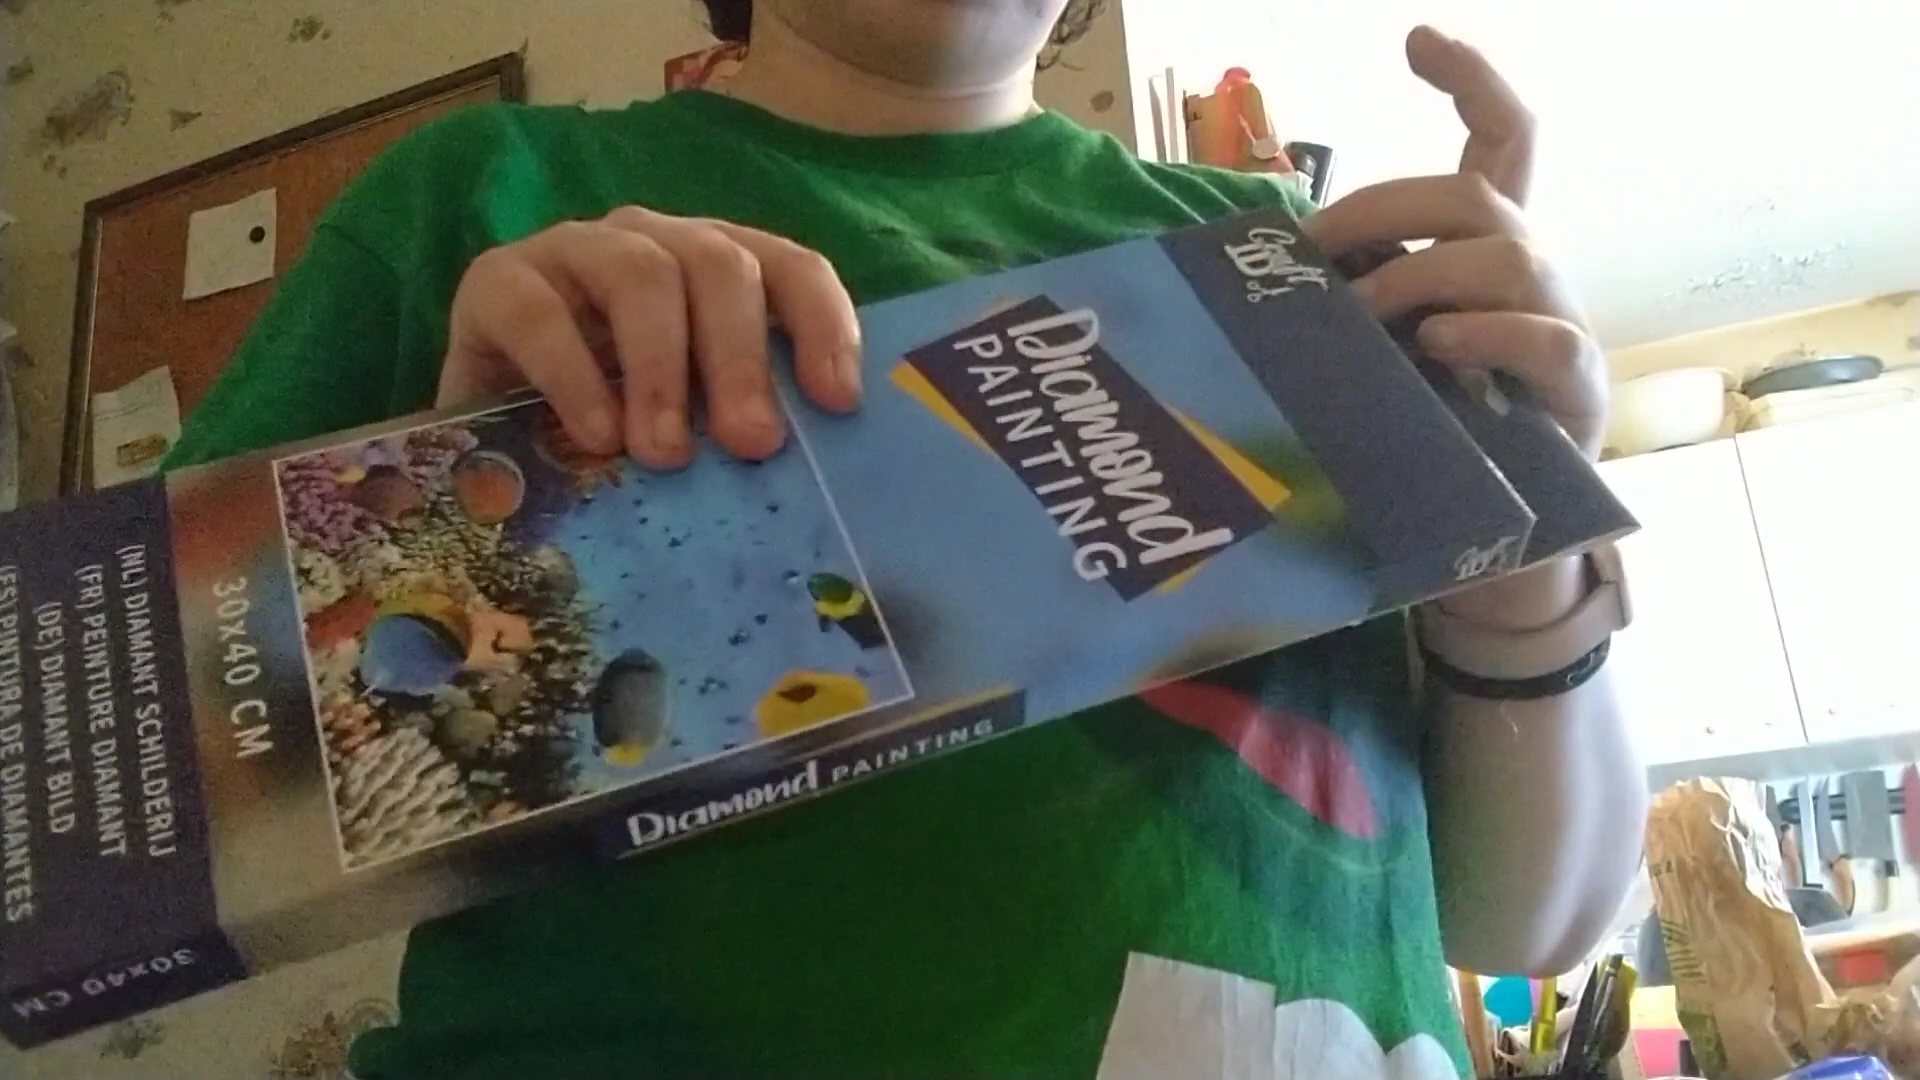 Craft
ID
Diamond
PAINTING
30x40 CM
(NL) DIAMANT SCHILDERIJ
(FR) PEINTURE DIAMANT
(DE) DIAMANT BILD
(ES) PINTURA DE DIAMANTES
Diamond PAINTING
30x40 CM